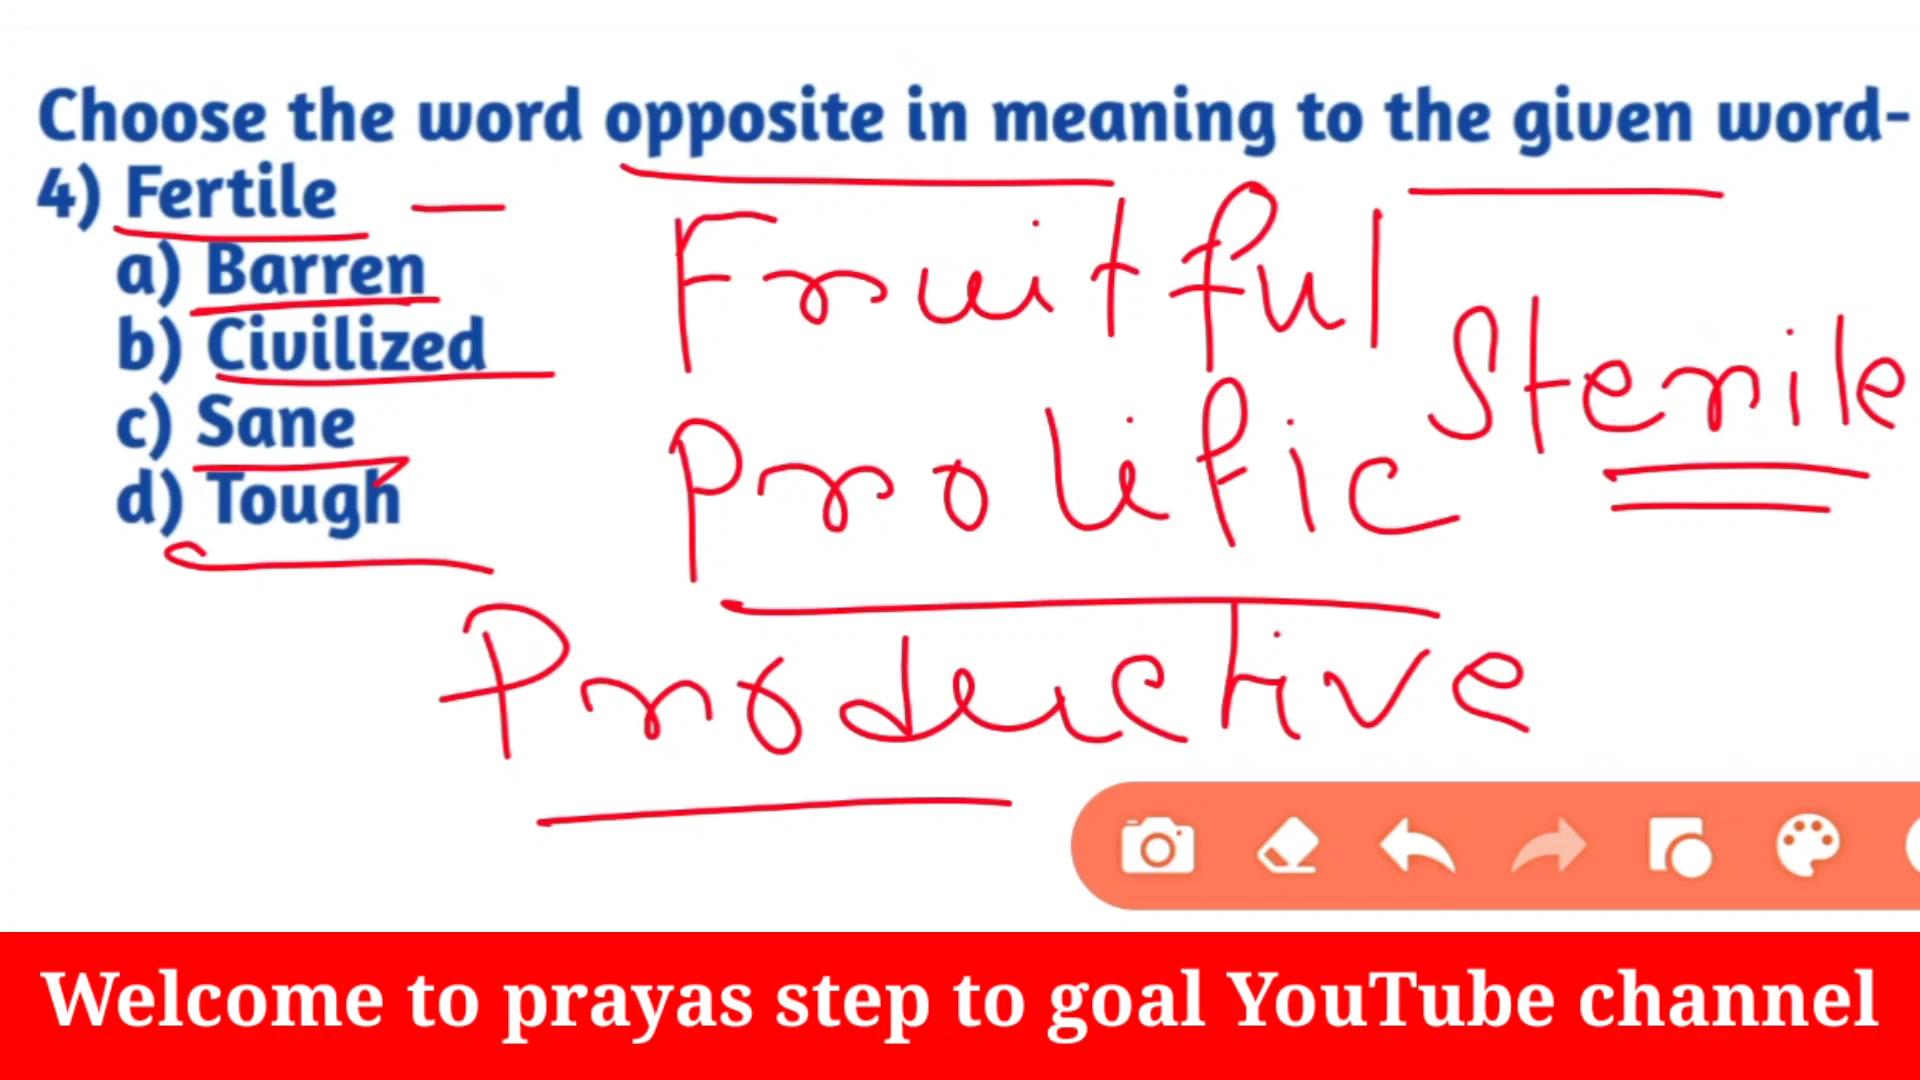 Choose the word opposite in meaning to the given word-
4) Fertile — Fruitful
a) Barren
b) Civilized Sterile
c) Sane Prolific
d) Tough
Productive
Welcome to prayas step to goal YouTube channel